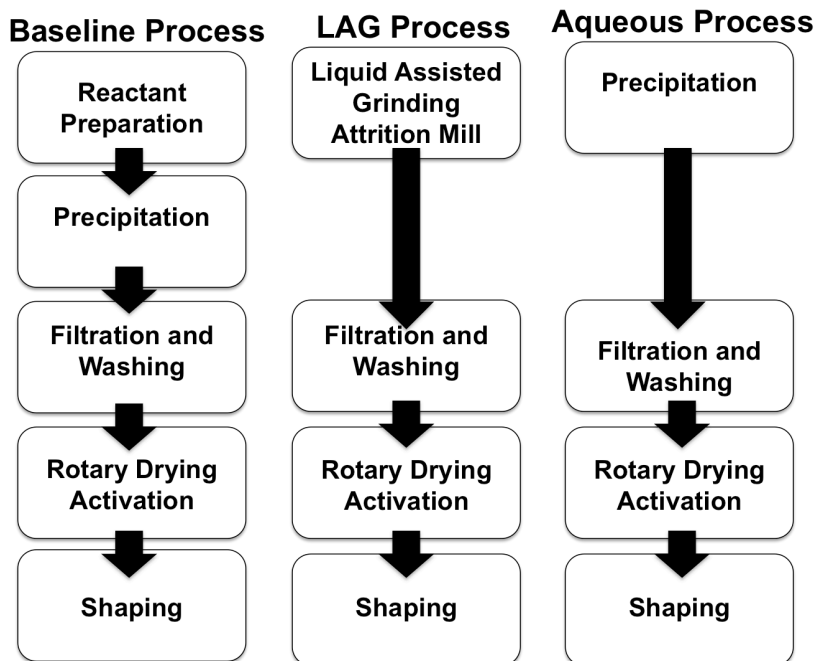 Baseline Process
Reactant
Preparation
Precipitation
Filtration and
Washing
Rotary Drying
Activation
Shaping
LAG Process
Liquid Assisted
Grinding
Attrition Mill
Filtration and
Washing
Rotary Drying
Activation
Shaping
Aqueous Process
Precipitation
Filtration and
Washing
Rotary Drying
Activation
Shaping